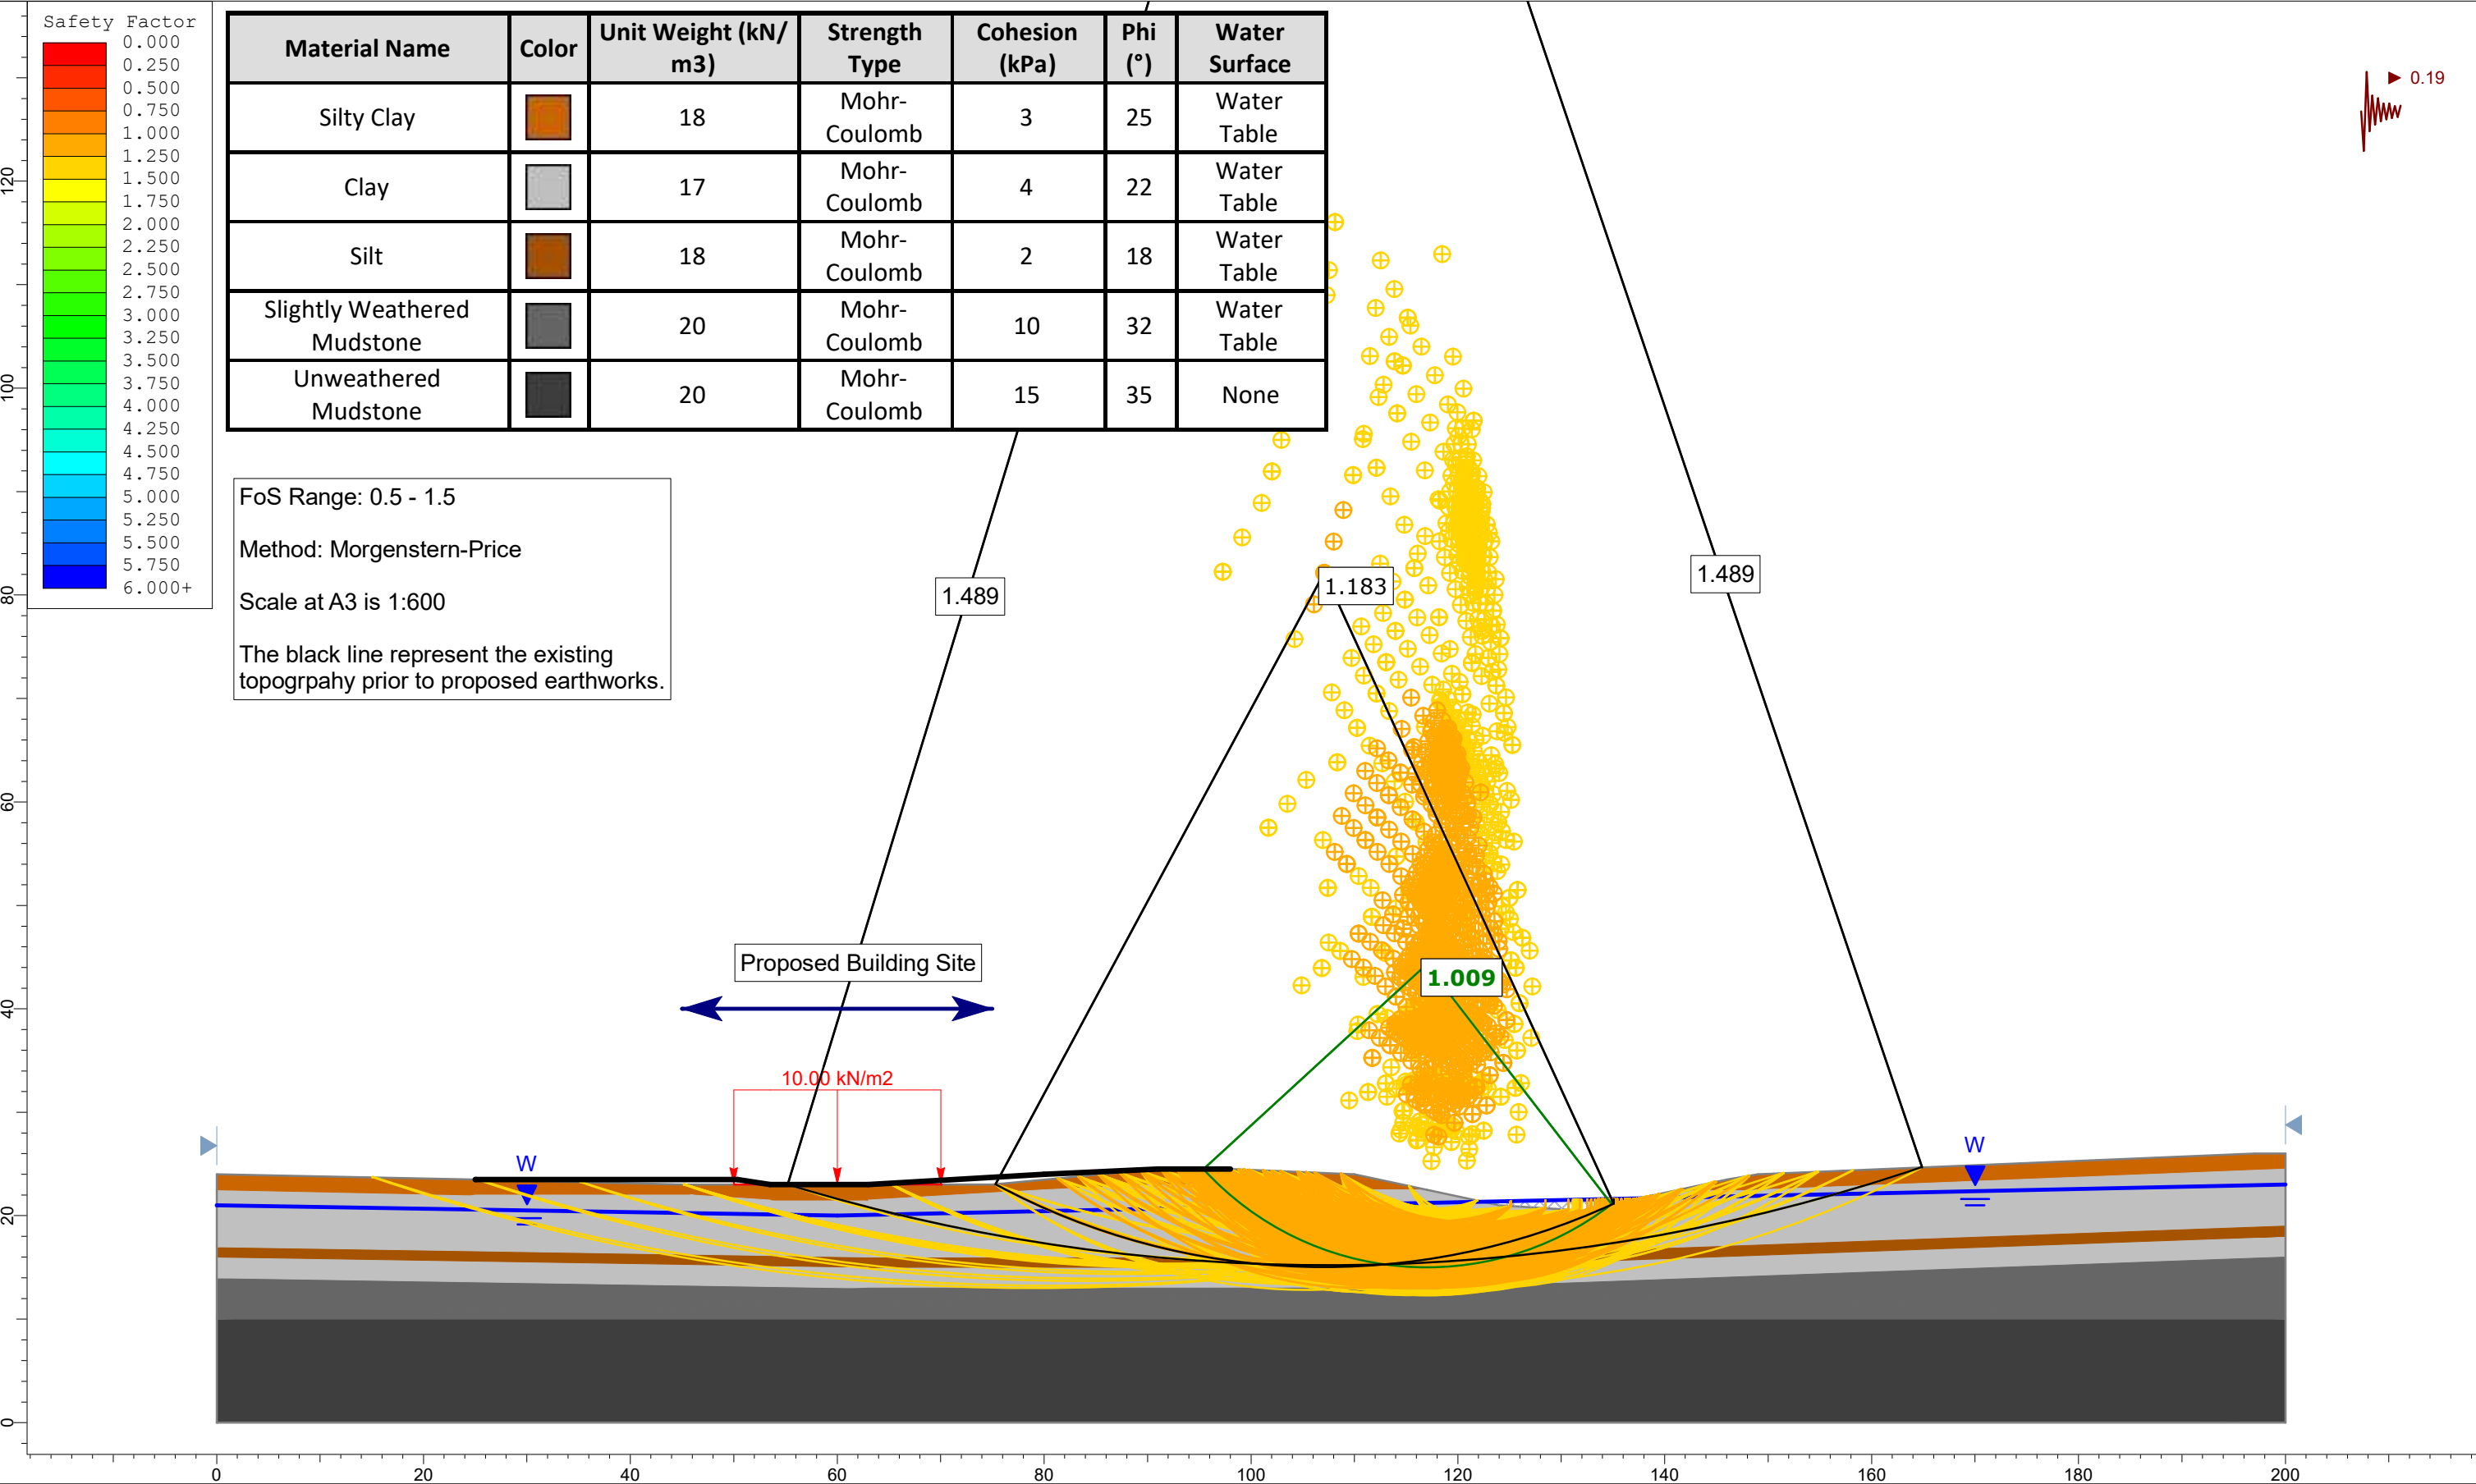 Safety Factor
0.000
0.250
0.500
0.750
1.000
1.250
1.500
1.750
2.000
2.250
2.500
2.750
3.000
3.250
3.500
3.750
4.000
4.250
4.500
4.750
5.000
5.250
5.500
5.750
6.000+
Material Name Color Unit Weight (kN/ m3) Strength Type Cohesion (kPa) Phi (°) Water Surface
Silty Clay 18 Mohr-Coulomb 3 25 Water Table
Clay 17 Mohr-Coulomb 4 22 Water Table
Silt 18 Mohr-Coulomb 2 18 Water Table
Slightly Weathered Mudstone 20 Mohr-Coulomb 10 32 Water Table
Unweathered Mudstone 20 Mohr-Coulomb 15 35 None
0.19
FoS Range: 0.5 - 1.5
Method: Morgenstern-Price
Scale at A3 is 1:600
The black line represent the existing
topogrpahy prior to proposed earthworks.
1.489
1.183
1.489
Proposed Building Site
1.009
10.00 kN/m2
W
W
120
100
80
60
40
20
0
0 20 40 60 80 100 120 140 160 180 200